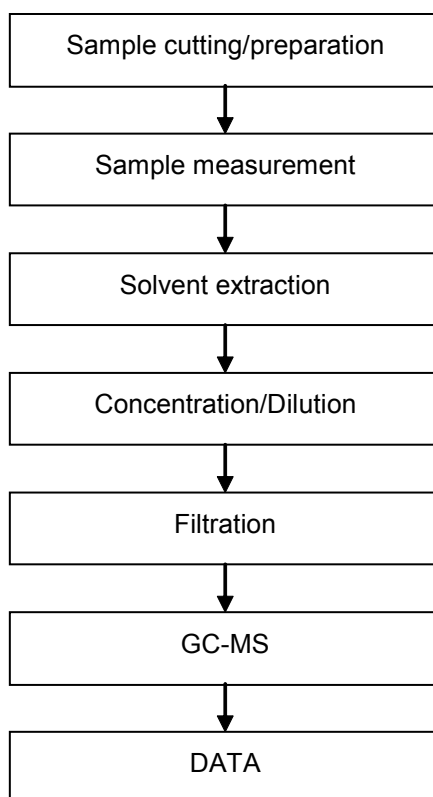 Sample cutting/preparation
Sample measurement
Solvent extraction
Concentration/Dilution
Filtration
GC-MS
DATA